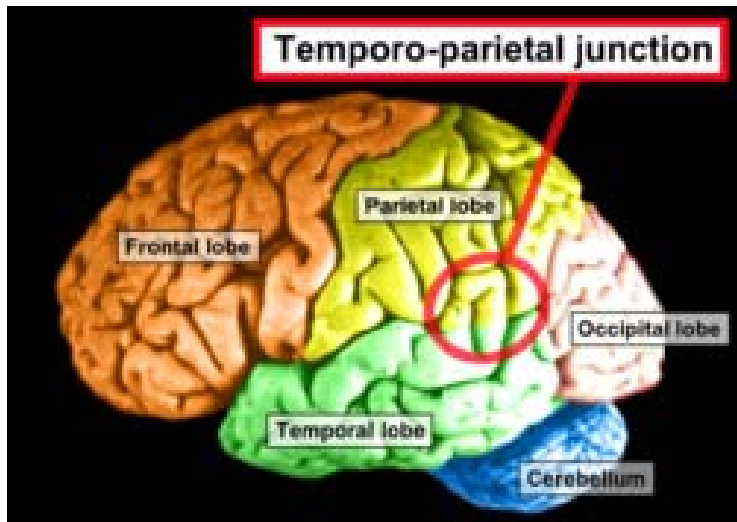 Temporo-parietal junction
Parietal lobe
Frontal lobe
Occipital lobe
Temporal lobe
Cerebellum